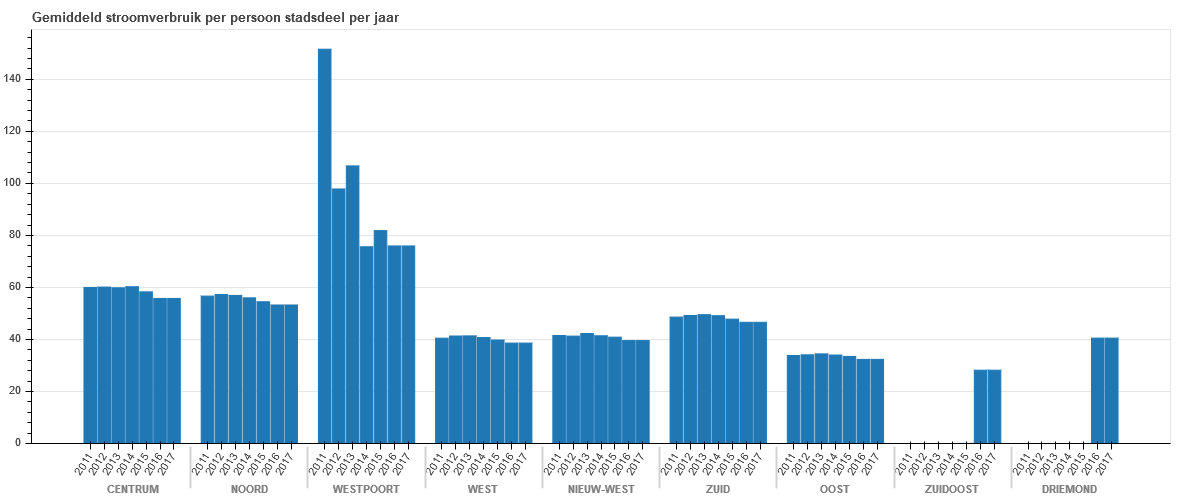 Gemiddeld stroomverbruik per persoon stadsdeel per jaar
140
120
100
80
60
40
20
0
2011 2012 2013 2014 2015 2016 2017 2011 2012 2013 2014 2015 2016 2017 2011 2012 2013 2014 2015 2016 2017 2011 2012 2013 2014 2015 2016 2017 2011 2012 2013 2014 2015 2016 2017 2011 2012 2013 2014 2015 2016 2017 2011 2012 2013 2014 2015 2016 2017 2011 2012 2013 2014 2015 2016 2017 2011 2012 2013 2014 2015 2016 2017
CENTRUM NOORD WESTPOORT WEST NIEUW-WEST ZUID OOST ZUIDOOST DRIEMOND